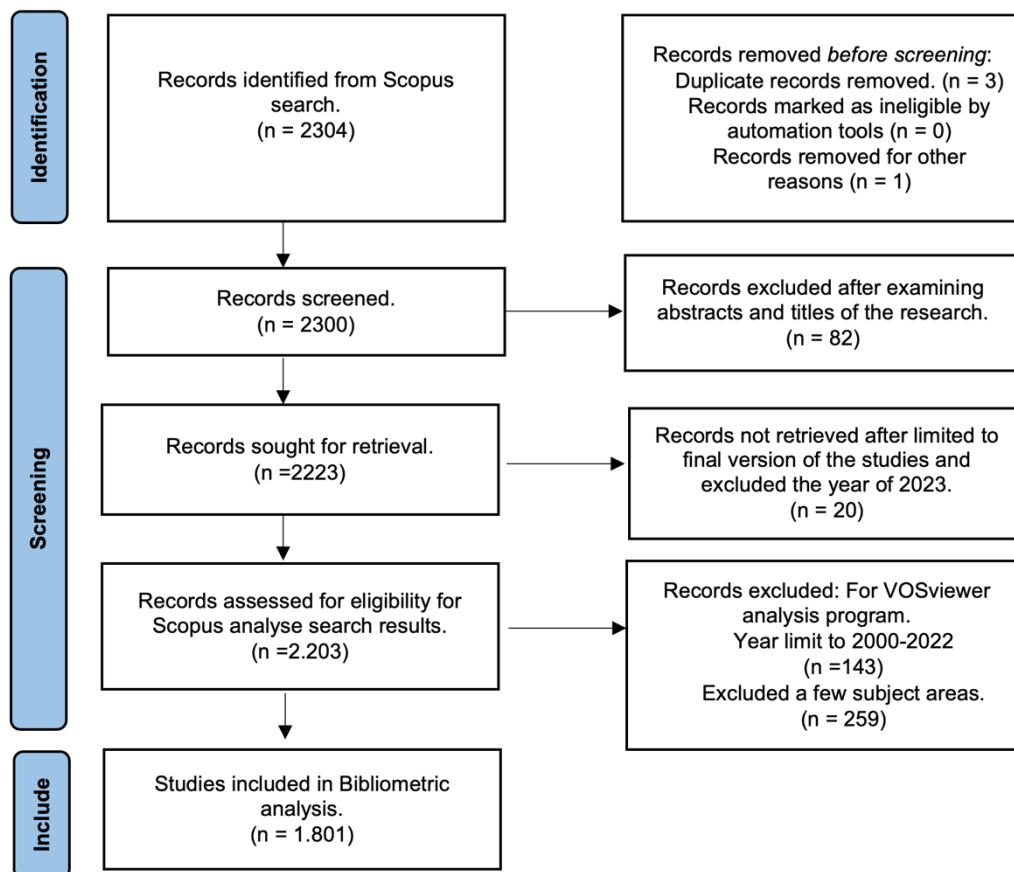 Identification
Records identified from Scopus
search.
(n = 2304)
Records removed before screening:
Duplicate records removed. (n = 3)
Records marked as ineligible by
automation tools (n = 0)
Records removed for other
reasons (n = 1)
Screening
Records screened.
(n = 2300)
Records excluded after examining
abstracts and titles of the research.
(n = 82)
Records sought for retrieval.
(n =2223)
Records not retrieved after limited to
final version of the studies and
excluded the year of 2023.
(n = 20)
Records assessed for eligibility for
Scopus analyse search results.
(n =2.203)
Records excluded: For VOSviewer
analysis program.
Year limit to 2000-2022
(n =143)
Excluded a few subject areas.
(n = 259)
Include
Studies included in Bibliometric
analysis.
(n = 1.801)